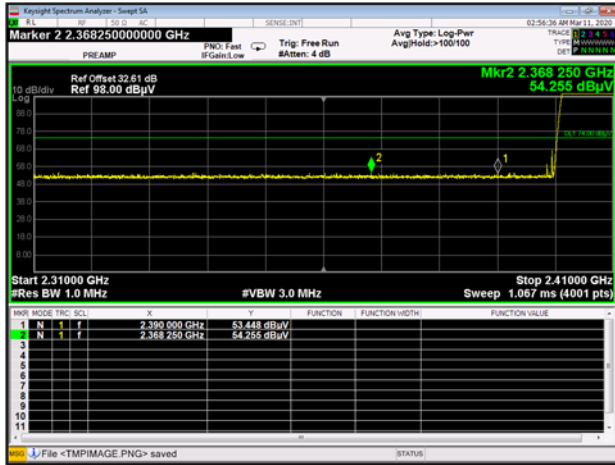 Keysight Spectrum Analyzer - Swept SA
RL RF 50 Ω AC SENSE:INT 02:56:36 AM Mar 11, 2020
Marker 2 2.368250000000 GHz
PREAMP
PNO: Fast
IFGain:Low
Trig: Free Run
#Atten: 4 dB
Avg Type: Log-Pwr
Avg|Hold:>100/100
TRACE 1 2 3 4 5 6
TYPE M W W W W W
DET P N N N N N
Mkr2 2.368 250 GHz
54.255 dBµV
Ref Offset 32.61 dB
10 dB/div Ref 98.00 dBµV
Log
88.0
78.0
68.0
58.0
48.0
38.0
28.0
18.0
8.00
2
1
Start 2.31000 GHz
Stop 2.41000 GHz
#Res BW 1.0 MHz #VBW 3.0 MHz Sweep 1.067 ms (4001 pts)
MKR MODE TRC SCL X Y FUNCTION FUNCTION WIDTH FUNCTION VALUE
1 N 1 f 2.390 000 GHz 53.448 dBµV
2 N 1 f 2.368 250 GHz 54.255 dBµV
3
4
5
6
7
8
9
10
11
MSG File <TMPIMAGE.PNG> saved STATUS